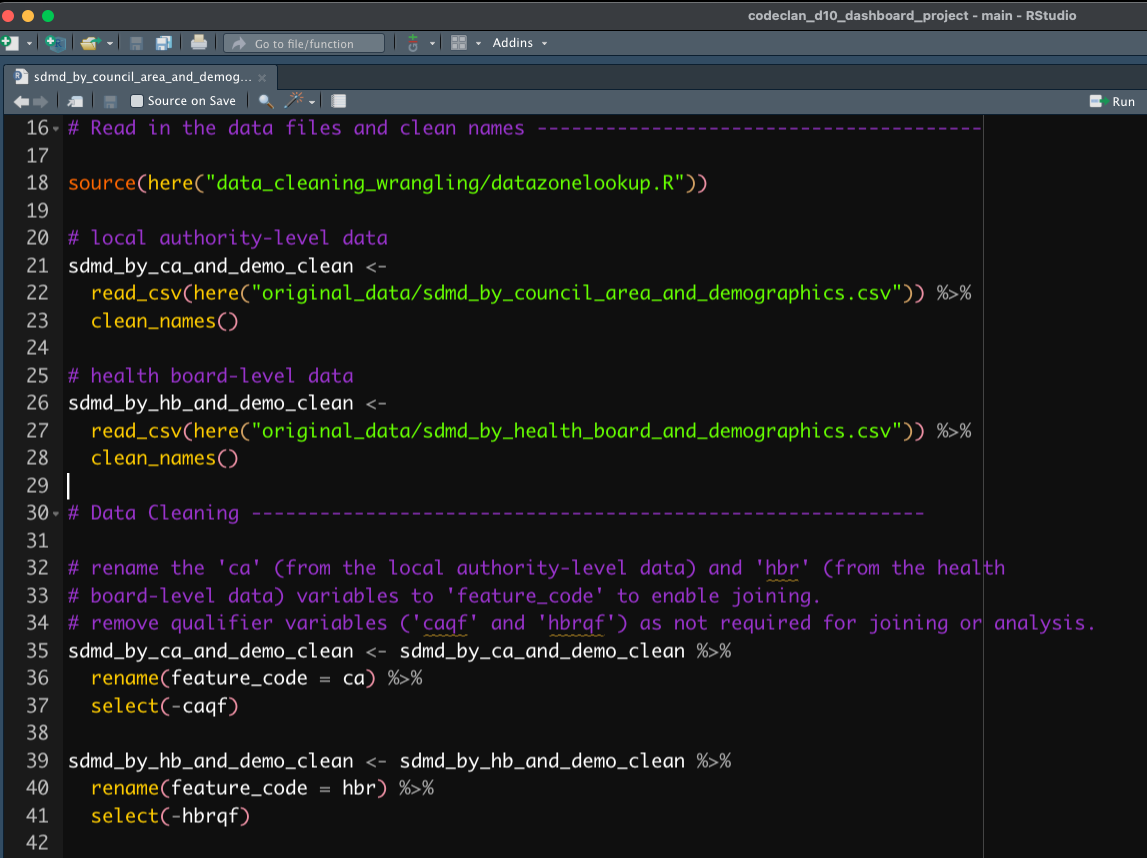 codeclan_d10_dashboard_project - main - RStudio
Go to file/function Addins
sdmd_by_council_area_and_demog...
Source on Save Run
16 # Read in the data files and clean names ---------------------------------------
17
18 source(here("data_cleaning_wrangling/datazonelookup.R"))
19
20 # local authority-level data
21 sdmd_by_ca_and_demo_clean <-
22   read_csv(here("original_data/sdmd_by_council_area_and_demographics.csv")) %>%
23   clean_names()
24
25 # health board-level data
26 sdmd_by_hb_and_demo_clean <-
27   read_csv(here("original_data/sdmd_by_health_board_and_demographics.csv")) %>%
28   clean_names()
29
30 # Data Cleaning -----------------------------------------------------------
31
32 # rename the 'ca' (from the local authority-level data) and 'hbr' (from the health
33 # board-level data) variables to 'feature_code' to enable joining.
34 # remove qualifier variables ('caqf' and 'hbrqf') as not required for joining or analysis.
35 sdmd_by_ca_and_demo_clean <- sdmd_by_ca_and_demo_clean %>%
36   rename(feature_code = ca) %>%
37   select(-caqf)
38
39 sdmd_by_hb_and_demo_clean <- sdmd_by_hb_and_demo_clean %>%
40   rename(feature_code = hbr) %>%
41   select(-hbrqf)
42